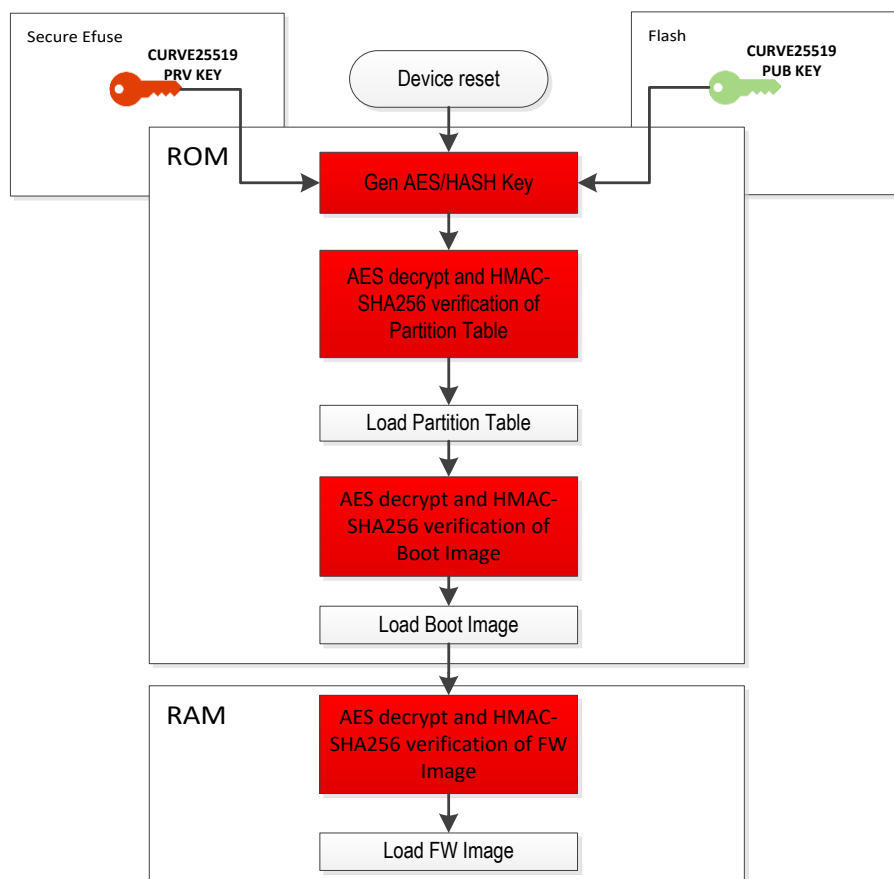 Secure Efuse
CURVE25519
PRV KEY
Device reset
Flash
CURVE25519
PUB KEY
ROM
Gen AES/HASH Key
AES decrypt and HMAC-
SHA256 verification of
Partition Table
Load Partition Table
AES decrypt and HMAC-
SHA256 verification of
Boot Image
Load Boot Image
RAM
AES decrypt and HMAC-
SHA256 verification of FW
Image
Load FW Image